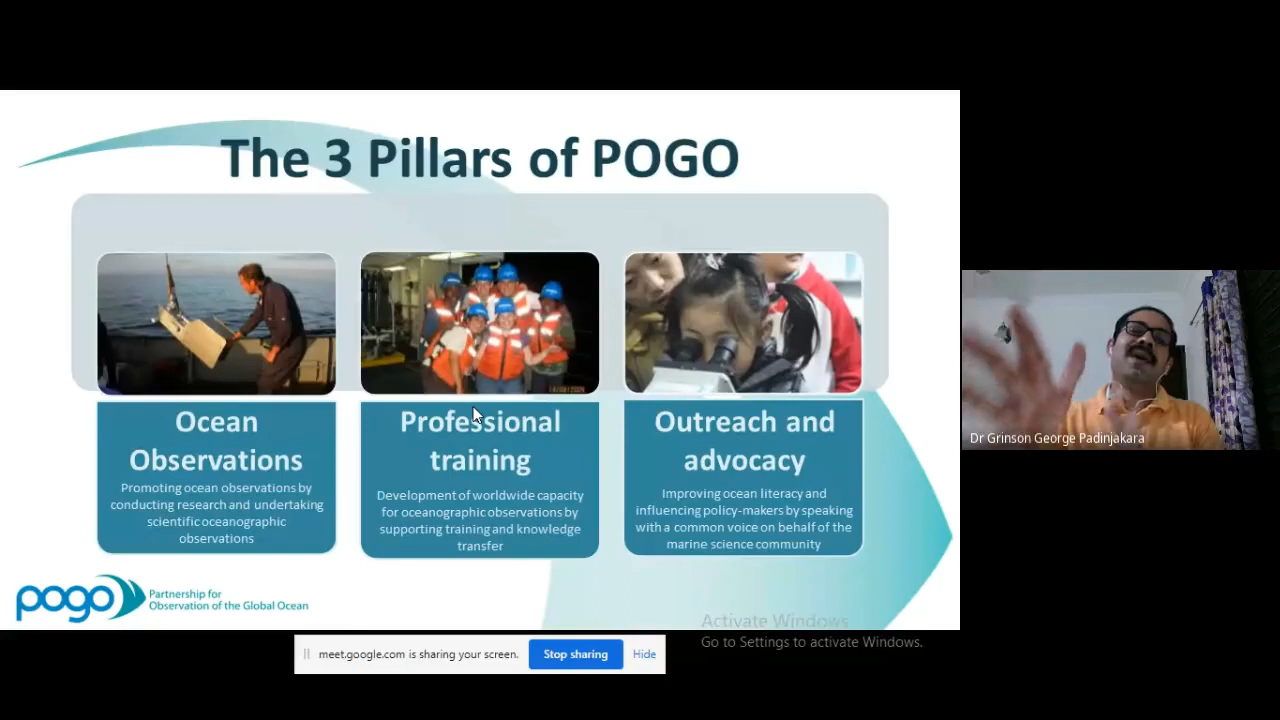 The 3 Pillars of POGO
Ocean
Observations
Promoting ocean observations by
conducting research and undertaking
scientific oceanographic
observations
Professional
training
Development of worldwide capacity
for oceanographic observations by
supporting training and knowledge
transfer
Outreach and
advocacy
Improving ocean literacy and
influencing policy-makers by speaking
with a common voice on behalf of the
marine science community
pogo
Partnership for
Observation of the Global Ocean
Dr Grinson George Padinjakara
Activate Windows
Go to Settings to activate Windows.
meet.google.com is sharing your screen.
Stop sharing
Hide